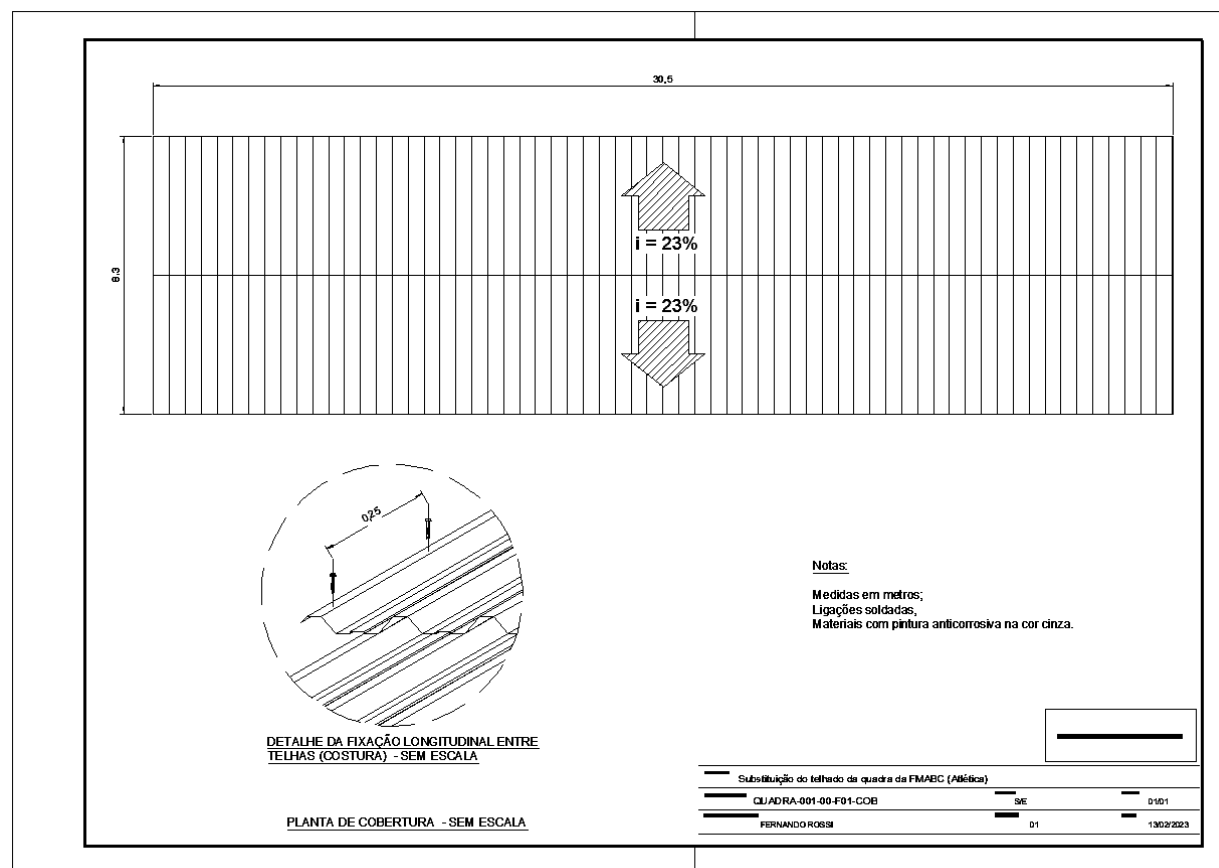 30,5
8.3
i = 23%
i = 23%
0,25
Notas:
Medidas em metros;
Ligações soldadas,
Materiais com pintura anticorrosiva na cor cinza.
DETALHE DA FIXAÇÃO LONGITUDINAL ENTRE
TELHAS (COSTURA) - SEM ESCALA
PLANTA DE COBERTURA - SEM ESCALA
Substituição do telhado da quadra da FMABC (Atlética)
QUADRA-001-00-F01-COB S/E 01/01
FERNANDO ROSSI 01 13/02/2023